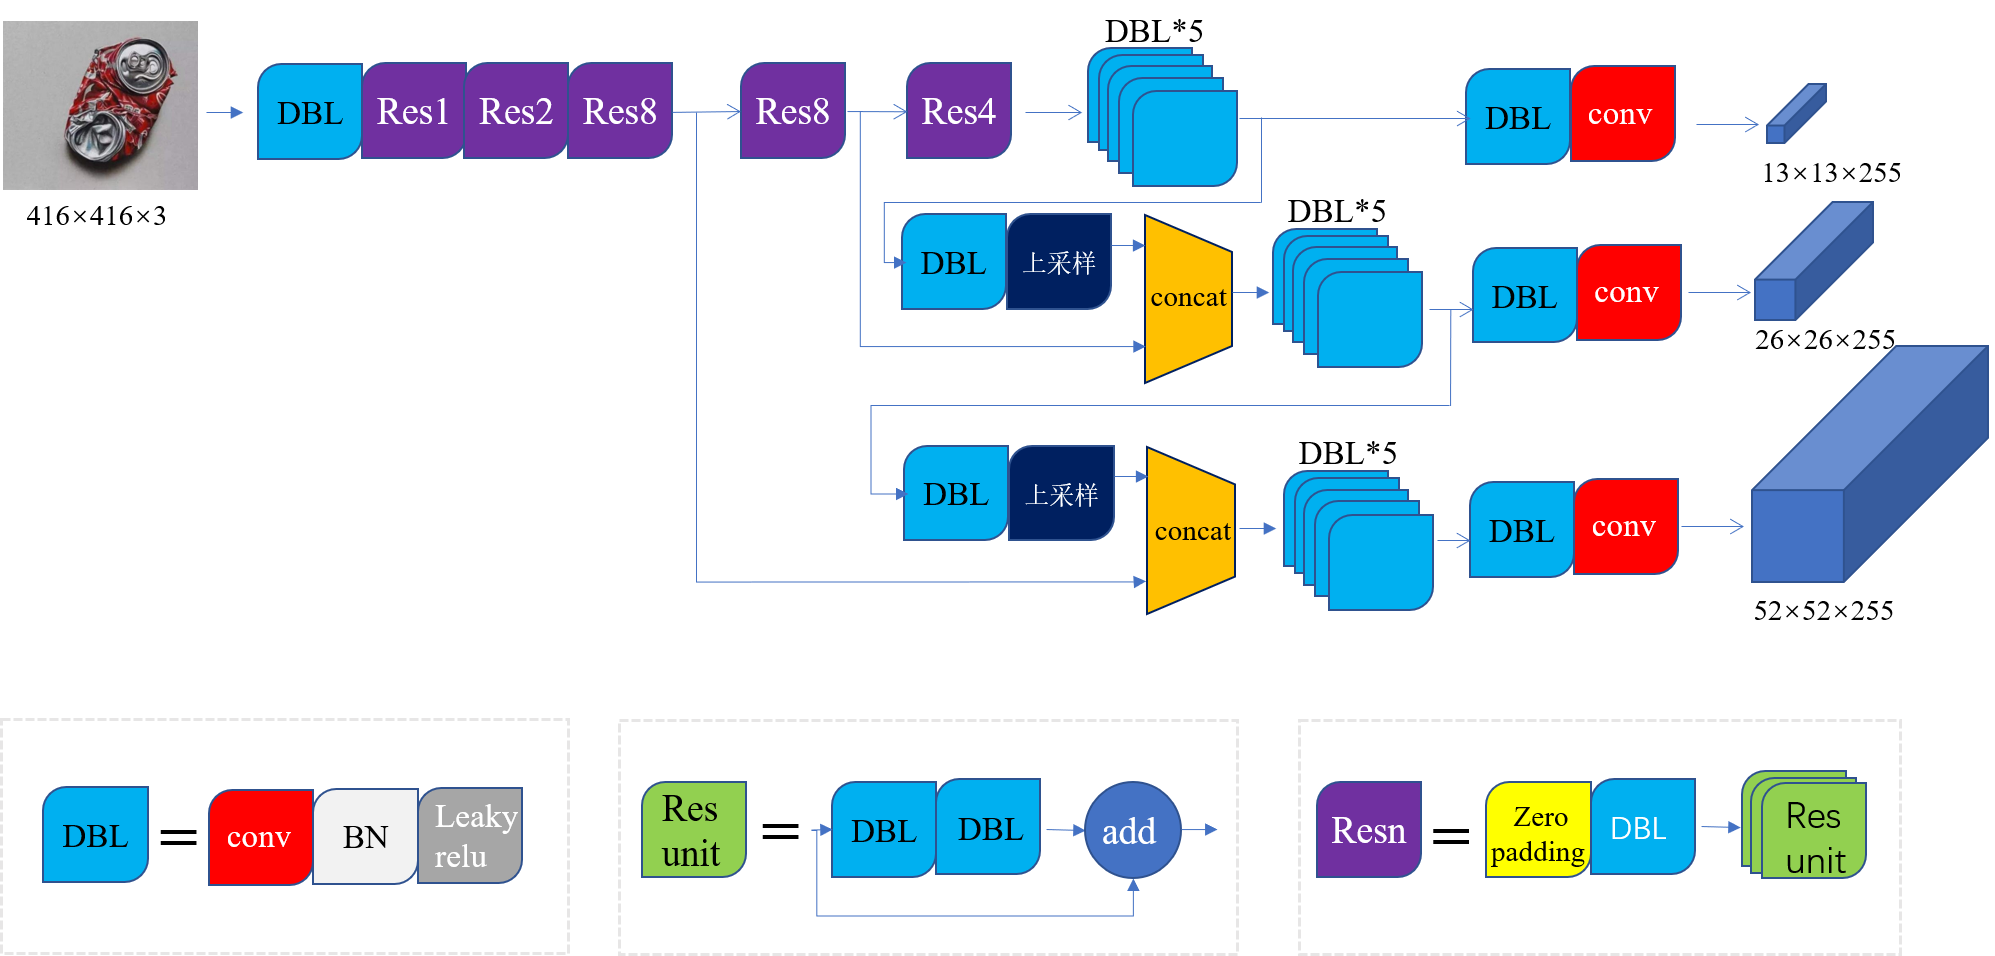 DBL*5
DBL
Res1
Res2
Res8
Res8
Res4
DBL
conv
416×416×3
13×13×255
DBL*5
DBL
上采样
concat
DBL
conv
26×26×255
DBL*5
DBL
上采样
concat
DBL
conv
52×52×255
DBL
=
conv
BN
Leaky
relu
Res
unit
=
DBL
DBL
add
Resn
=
Zero
padding
DBL
Res
unit